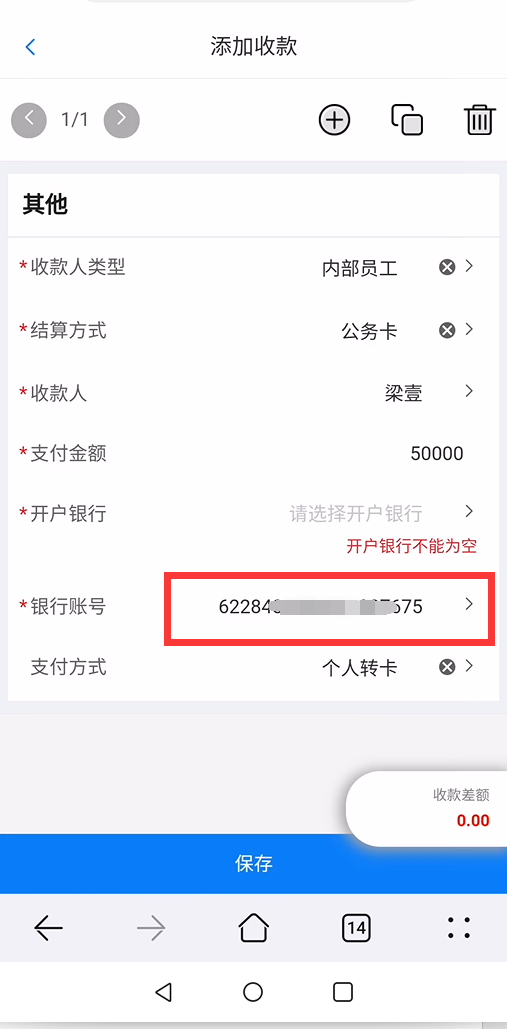 添加收款
1/1
其他
*收款人类型 内部员工
*结算方式 公务卡
*收款人 梁壹
*支付金额 50000
*开户银行 请选择开户银行
开户银行不能为空
*银行账号 62284 7675
支付方式 个人转卡
收款差额
0.00
保存
14